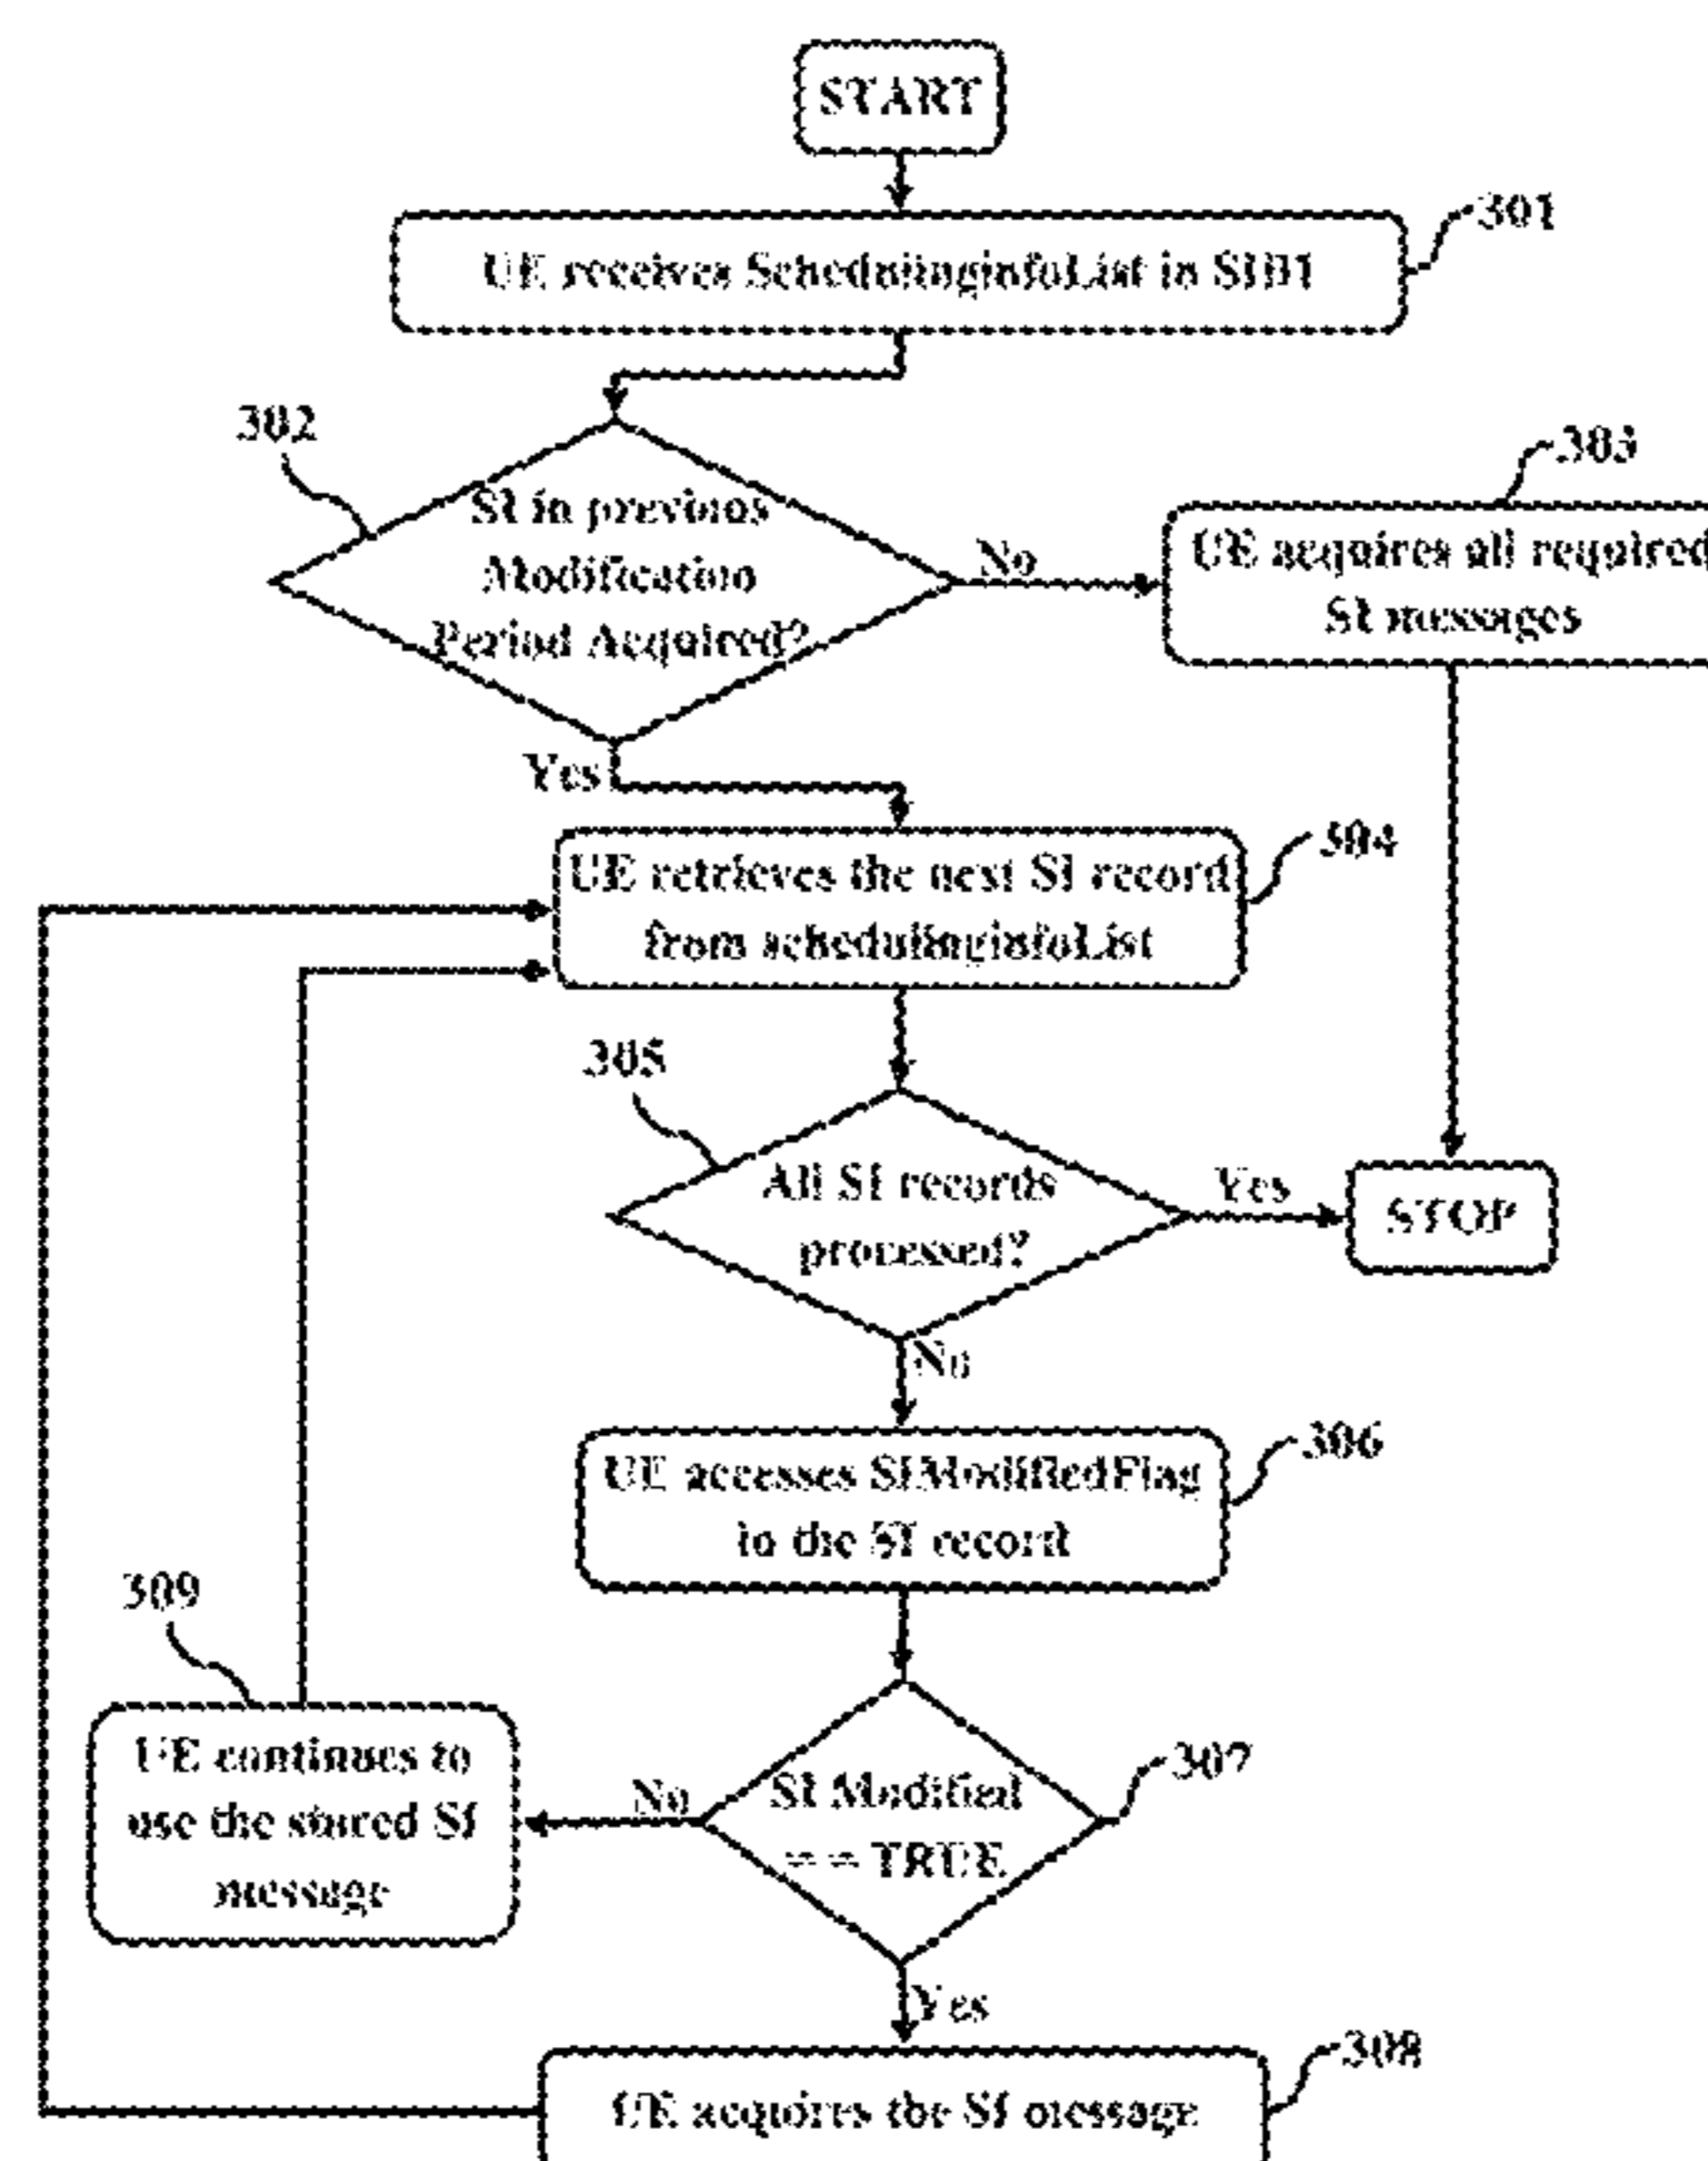 START
301
UE receives SchedulinginfoList in SIB1
302
SI in previous
Modification
Period Acquired?
No
303
UE acquires all required
SI messages
Yes
304
UE retrieves the next SI record
from schedulinginfoList
305
All SI records
processed?
Yes
STOP
No
306
UE accesses SIModifiedFlag
in the SI record
309
UE continues to
use the stored SI
message
No
307
SI Modified
= = TRUE
Yes
308
UE acquires the SI message